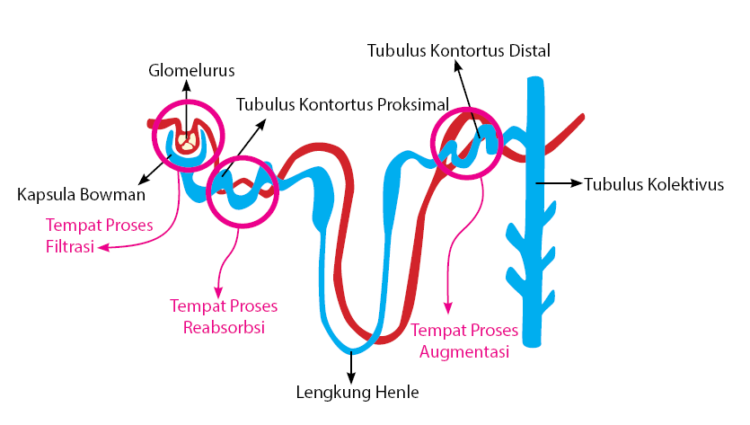 Tubulus Kontortus Distal
Glomelurus
Tubulus Kontortus Proksimal
Kapsula Bowman
Tubulus Kolektivus
Tempat Proses
Filtrasi
Tempat Proses
Reabsorbsi
Tempat Proses
Augmentasi
Lengkung Henle